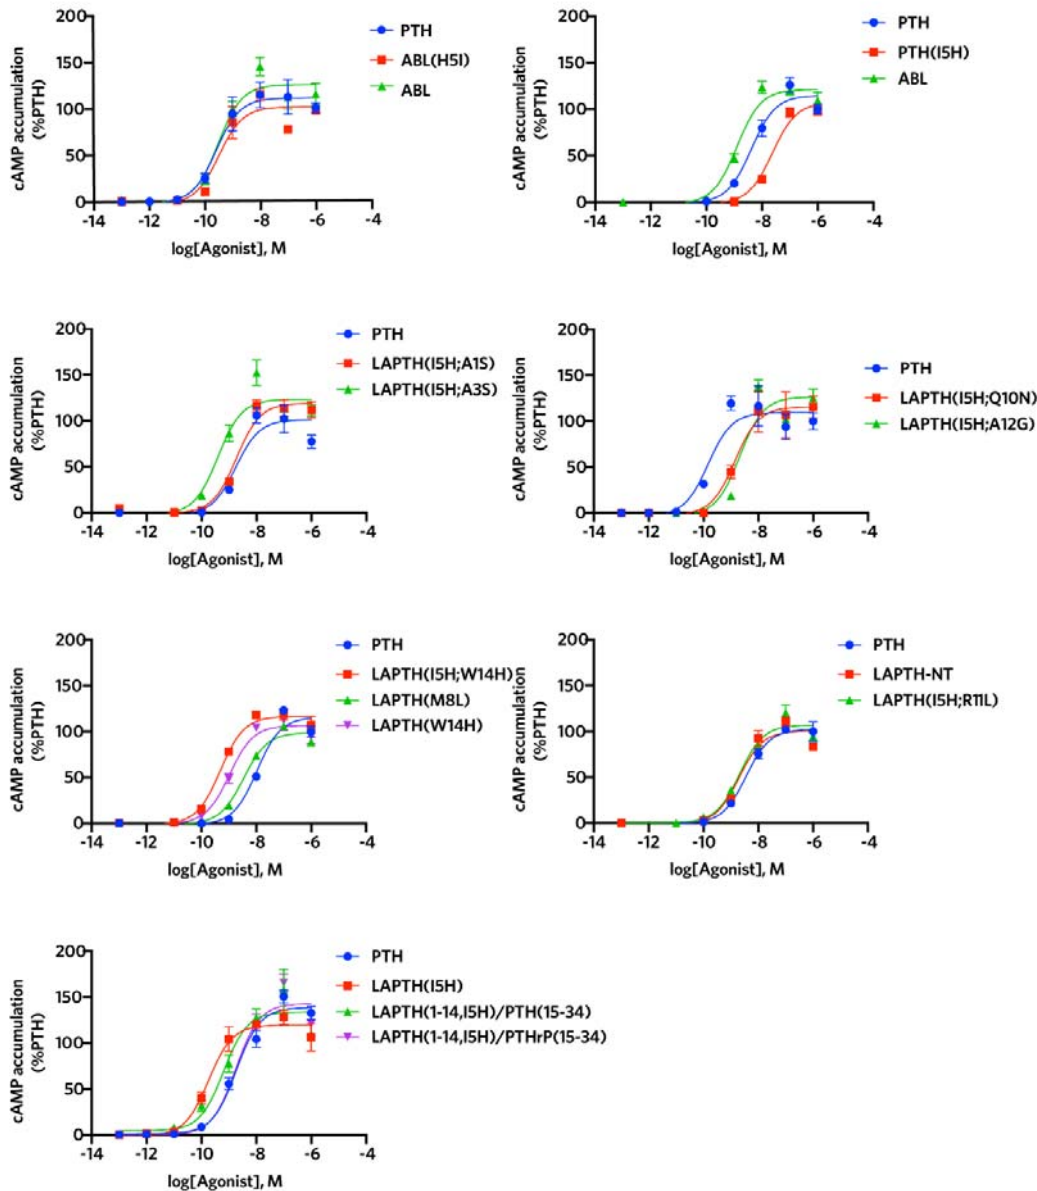 200
150
100
50
0
cAMP accumulation
(%PTH)
-14 -12 -10 -8 -6 -4
log[Agonist], M
PTH
ABL(H5I)
ABL
200
150
100
50
0
cAMP accumulation
(%PTH)
-14 -12 -10 -8 -6 -4
log[Agonist], M
PTH
PTH(I5H)
ABL
200
150
100
50
0
cAMP accumulation
(%PTH)
-14 -12 -10 -8 -6 -4
log[Agonist], M
PTH
LAPTH(I5H;A1S)
LAPTH(I5H;A3S)
200
150
100
50
0
cAMP accumulation
(%PTH)
-14 -12 -10 -8 -6 -4
log[Agonist], M
PTH
LAPTH(I5H;Q10N)
LAPTH(I5H;A12G)
200
150
100
50
0
cAMP accumulation
(%PTH)
-14 -12 -10 -8 -6 -4
log[Agonist], M
PTH
LAPTH(I5H;W14H)
LAPTH(M8L)
LAPTH(W14H)
200
150
100
50
0
cAMP accumulation
(%PTH)
-14 -12 -10 -8 -6 -4
log[Agonist], M
PTH
LAPTH-NT
LAPTH(I5H;R11L)
200
150
100
50
0
cAMP accumulation
(%PTH)
-14 -12 -10 -8 -6 -4
log[Agonist], M
PTH
LAPTH(I5H)
LAPTH(1-14,I5H)/PTH(15-34)
LAPTH(1-14,I5H)/PTHrP(15-34)